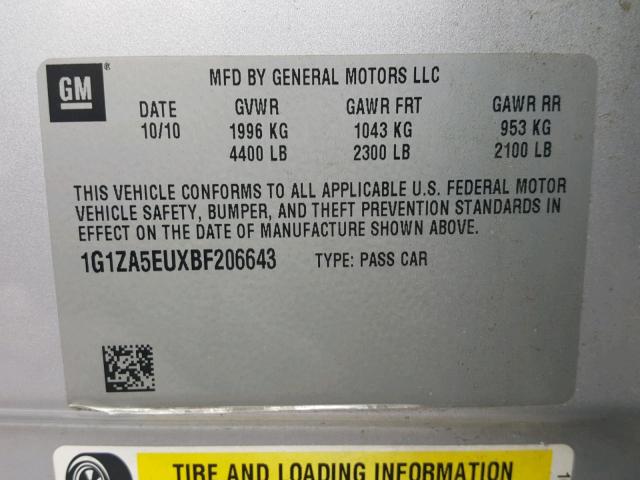 GM ® MFD BY GENERAL MOTORS LLC
DATE GVWR GAWR FRT GAWR RR
10/10 1996 KG 1043 KG 953 KG
4400 LB 2300 LB 2100 LB
THIS VEHICLE CONFORMS TO ALL APPLICABLE U.S. FEDERAL MOTOR
VEHICLE SAFETY, BUMPER, AND THEFT PREVENTION STANDARDS IN
EFFECT ON THE DATE OF MANUFACTURE SHOWN ABOVE.
1G1ZA5EUXBF206643 TYPE: PASS CAR
TIRE AND LOADING INFORMATION